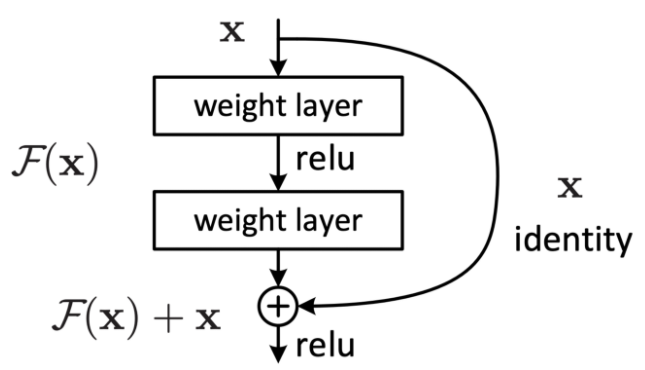 x
weight layer
relu
F(x)
weight layer
x
identity
F(x) + x
relu